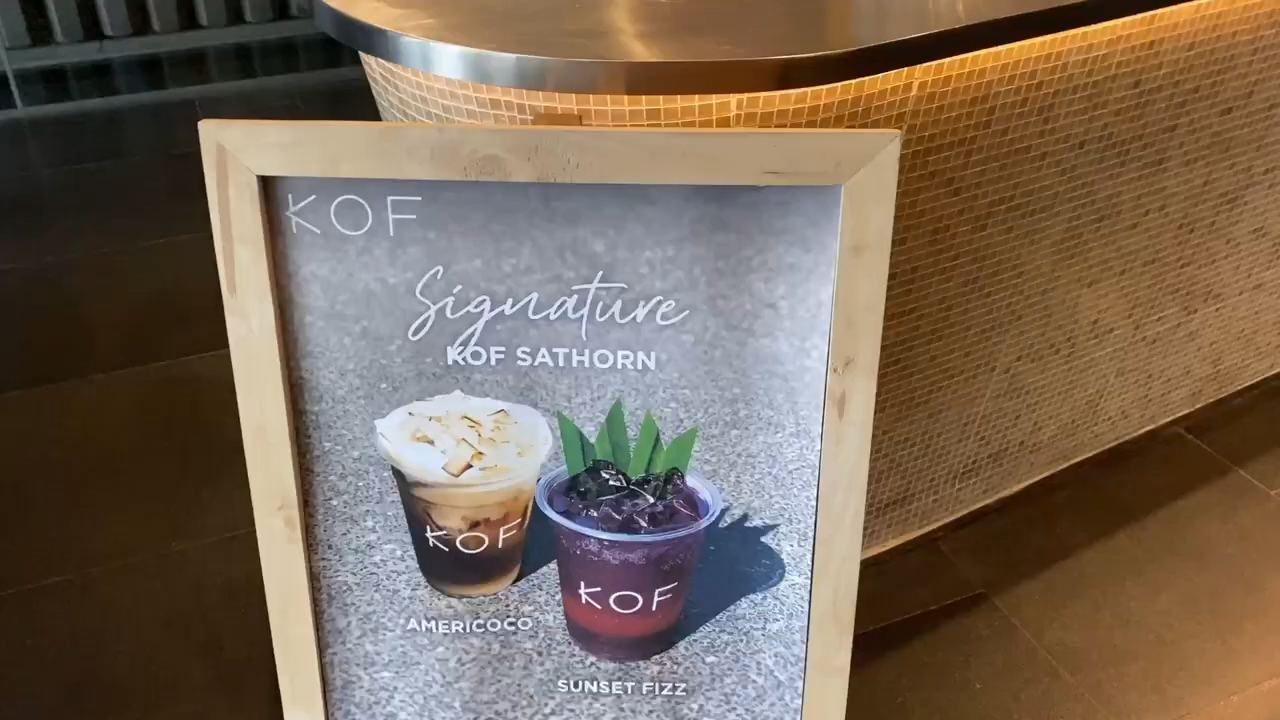 KOF
Signature
KOF SATHORN
KOF
KOF
AMERICOCO
SUNSET FIZZ